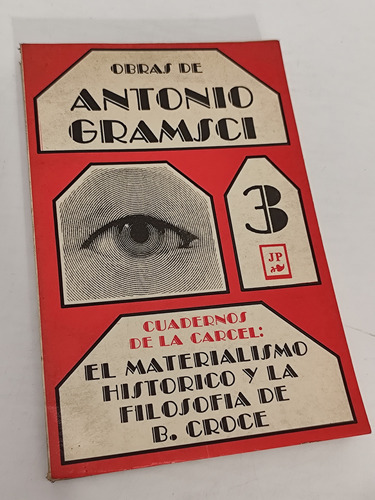 OBRAS DE
ANTONIO
GRAMSCI
3
JP
CUADERNOS
DE LA CARCEL:
EL MATERIALISMO
HISTORICO Y LA
FILOSOFIA DE
B. CROCE